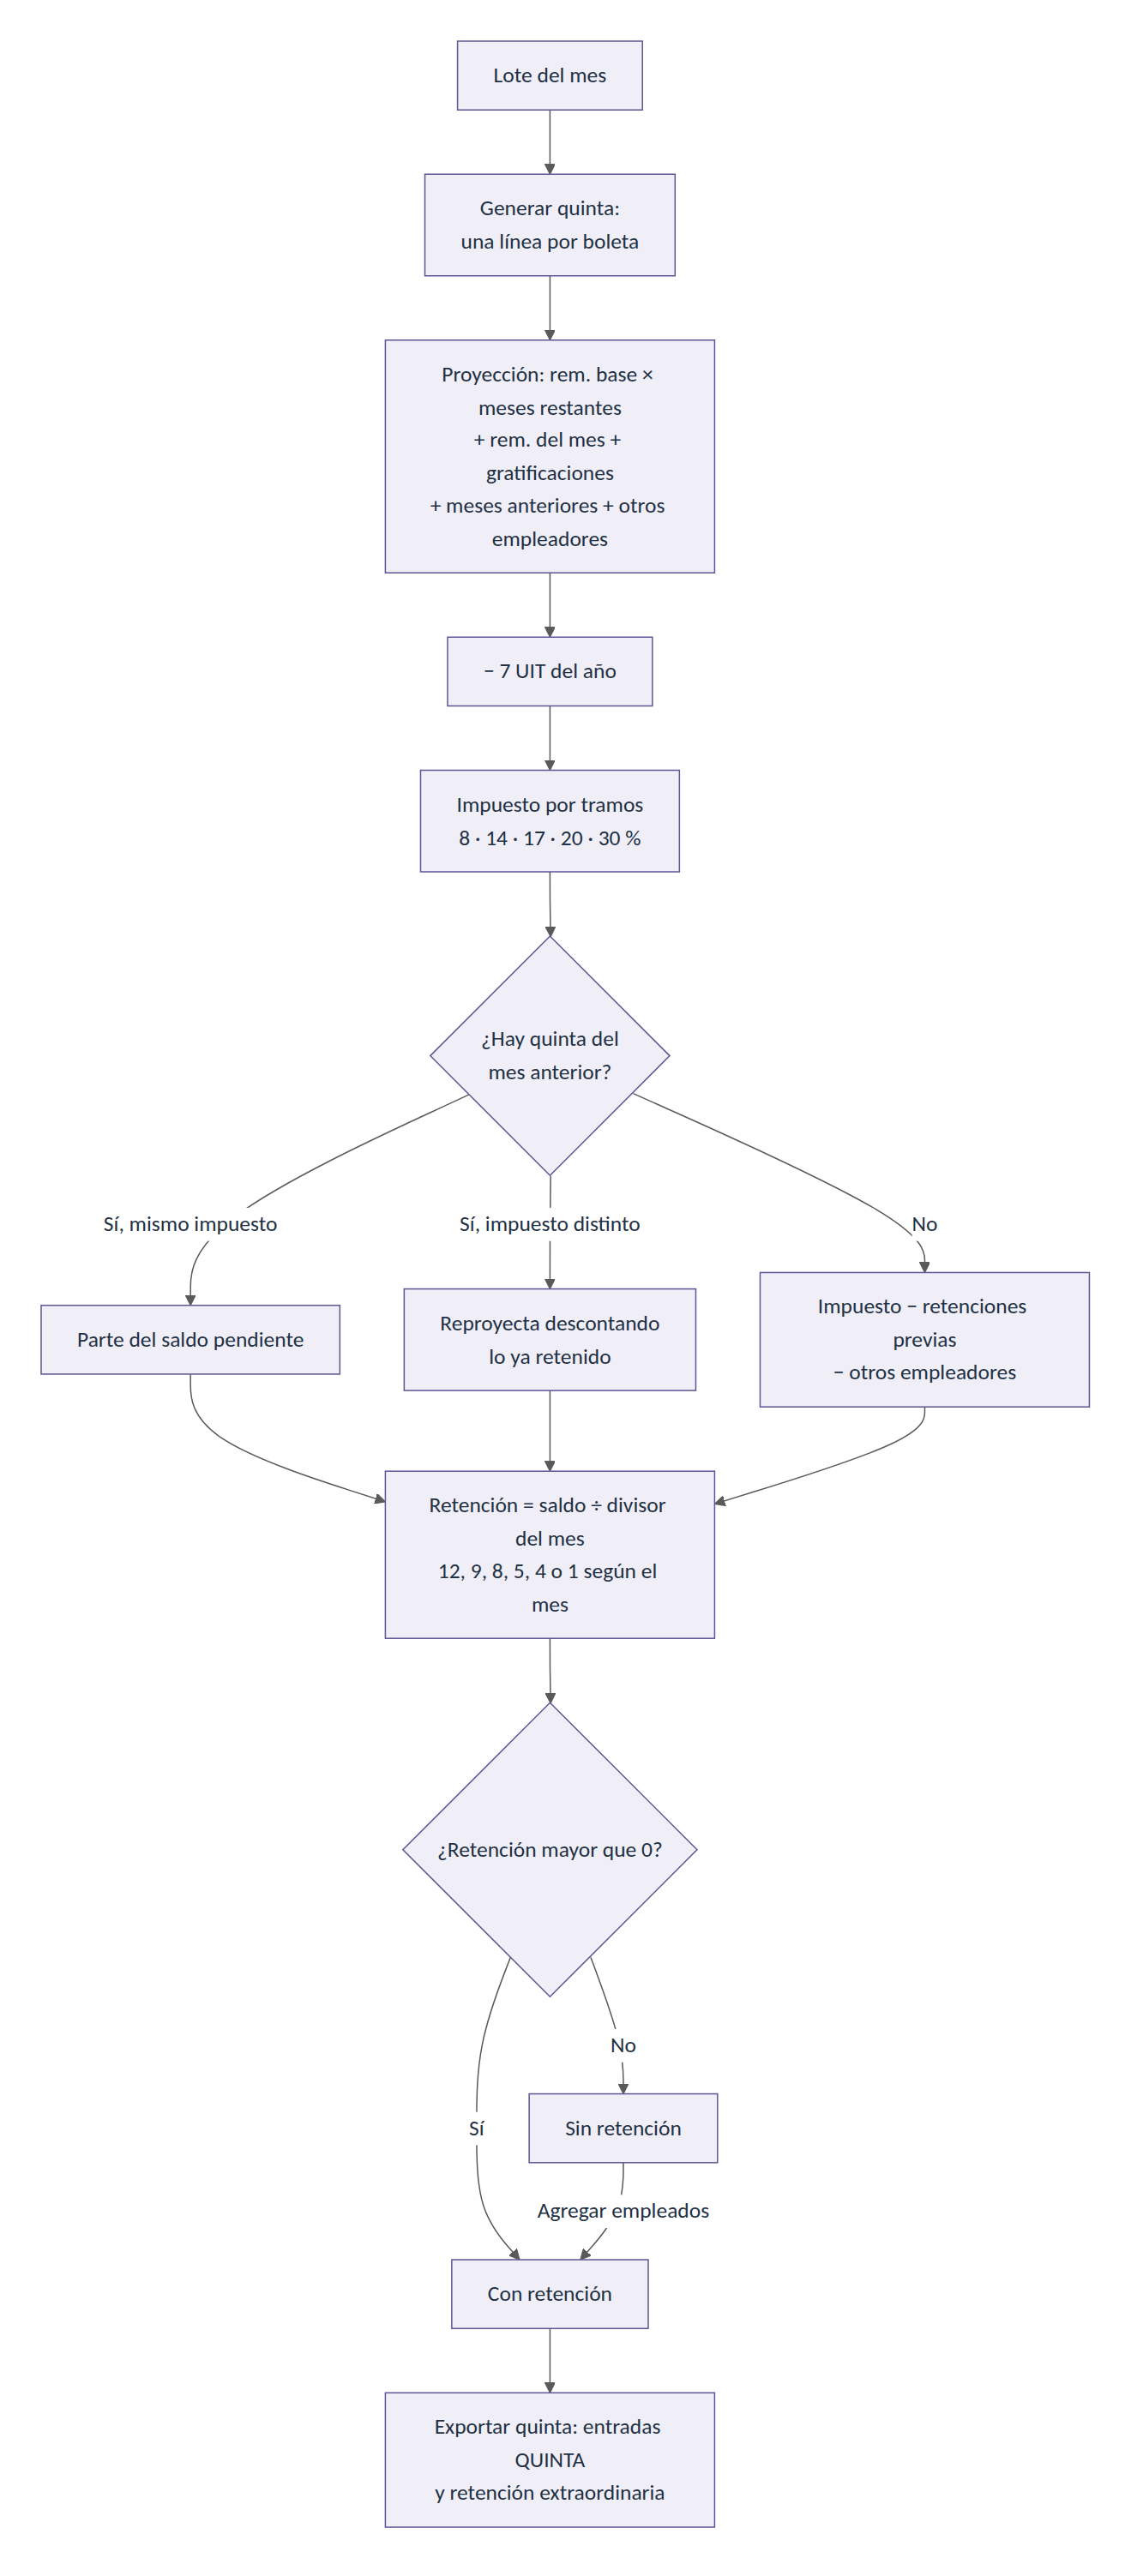 Lote del mes
Generar quinta:
una línea por boleta
Proyección: rem. base ×
meses restantes
+ rem. del mes +
gratificaciones
+ meses anteriores + otros
empleadores
− 7 UIT del año
Impuesto por tramos
8 · 14 · 17 · 20 · 30 %
¿Hay quinta del
mes anterior?
Sí, mismo impuesto
Sí, impuesto distinto
No
Parte del saldo pendiente
Reproyecta descontando
lo ya retenido
Impuesto − retenciones
previas
− otros empleadores
Retención = saldo ÷ divisor
del mes
12, 9, 8, 5, 4 o 1 según el
mes
¿Retención mayor que 0?
No
Sí
Sin retención
Agregar empleados
Con retención
Exportar quinta: entradas
QUINTA
y retención extraordinaria